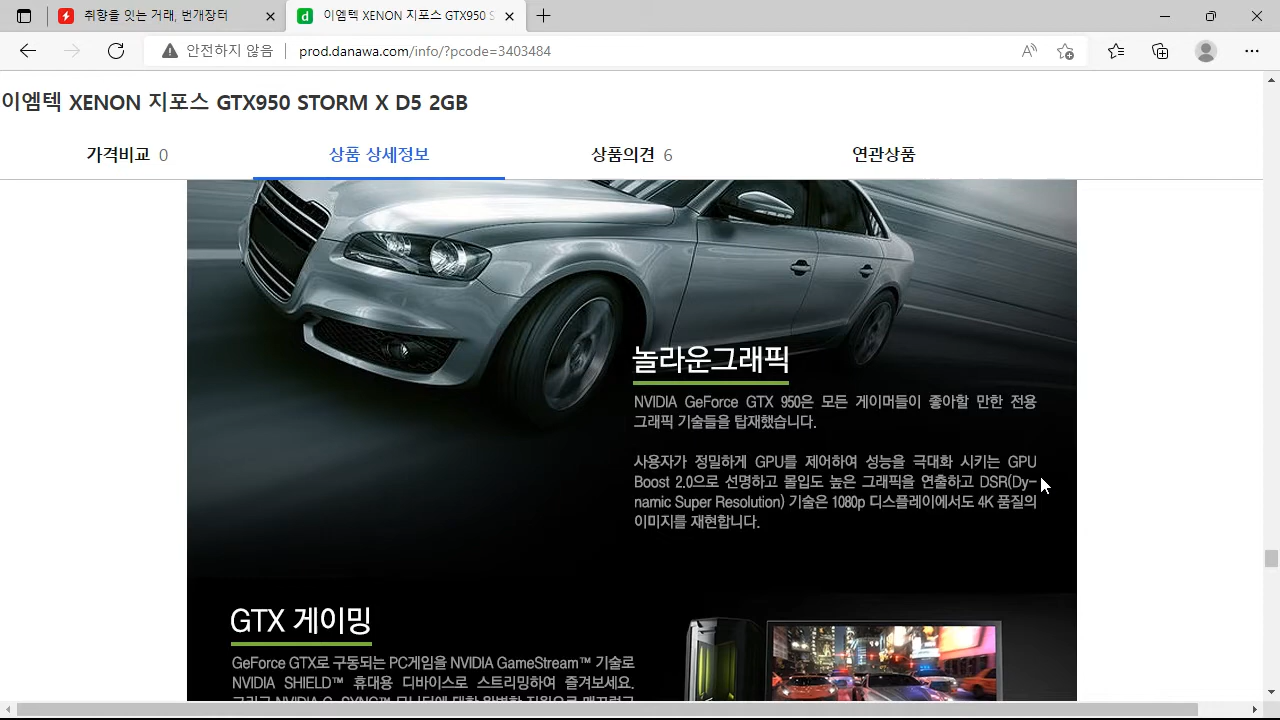 취향을 잇는 거래, 번개장터
이엠텍 XENON 지포스 GTX950 S
안전하지 않음
prod.danawa.com/info/?pcode=3403484
이엠텍 XENON 지포스 GTX950 STORM X D5 2GB
가격비교 0
상품 상세정보
상품의견 6
연관상품
놀라운그래픽
NVIDIA GeForce GTX 950은 모든 게이머들이 좋아할 만한 전용
그래픽 기술들을 탑재했습니다.
사용자가 정밀하게 GPU를 제어하여 성능을 극대화 시키는 GPU
Boost 2.0으로 선명하고 몰입도 높은 그래픽을 연출하고 DSR(Dy-
namic Super Resolution) 기술은 1080p 디스플레이에서도 4K 품질의
이미지를 재현합니다.
GTX 게이밍
GeForce GTX로 구동되는 PC게임을 NVIDIA GameStream™ 기술로
NVIDIA SHIELD™ 휴대용 디바이스로 스트리밍하여 즐겨보세요.